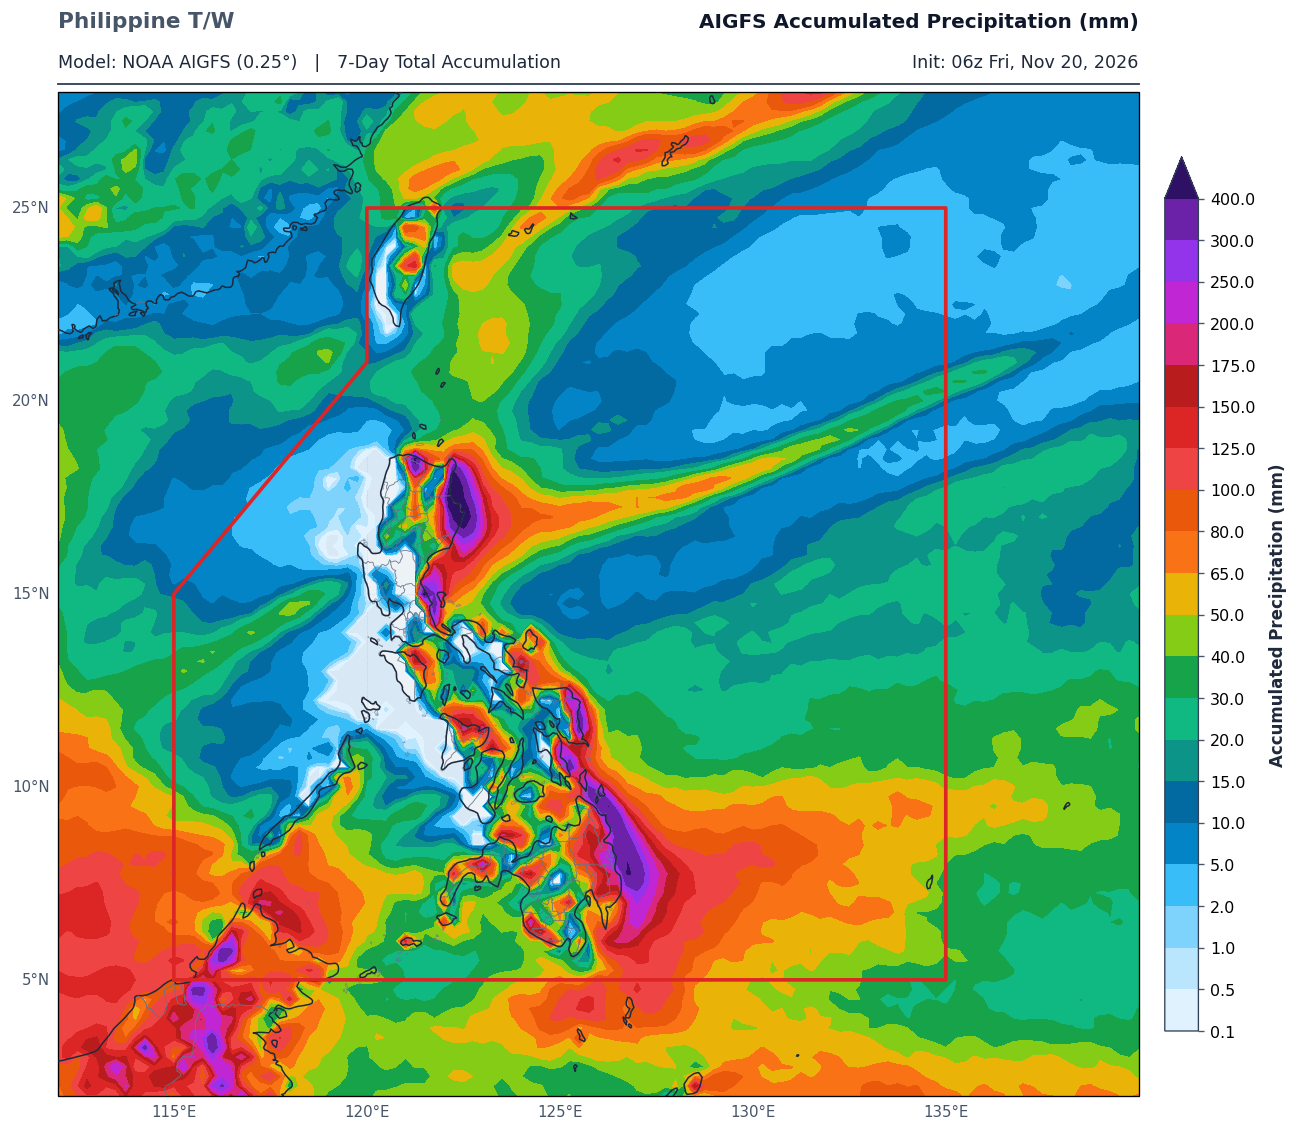 Philippine T/W
AIGFS Accumulated Precipitation (mm)
Model: NOAA AIGFS (0.25°)   |   7-Day Total Accumulation
Init: 06z Fri, Nov 20, 2026
25°N
20°N
15°N
10°N
5°N
115°E
120°E
125°E
130°E
135°E
400.0
300.0
250.0
200.0
175.0
150.0
125.0
100.0
80.0
65.0
50.0
40.0
30.0
20.0
15.0
10.0
5.0
2.0
1.0
0.5
0.1
Accumulated Precipitation (mm)